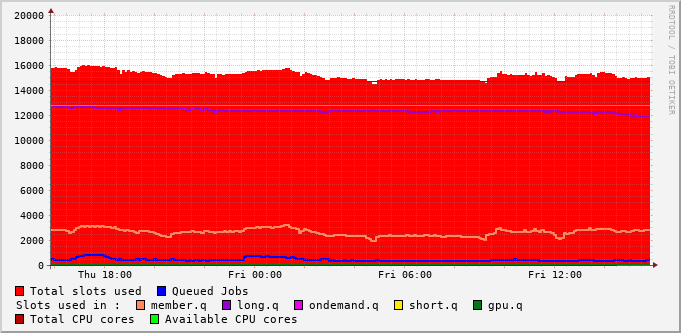 20000
18000
16000
14000
12000
10000
8000
6000
4000
2000
0
Thu 18:00 Fri 00:00 Fri 06:00 Fri 12:00
RRDTOOL / TOBI OETIKER
Total slots used Queued Jobs
Slots used in : member.q long.q ondemand.q short.q gpu.q
Total CPU cores Available CPU cores